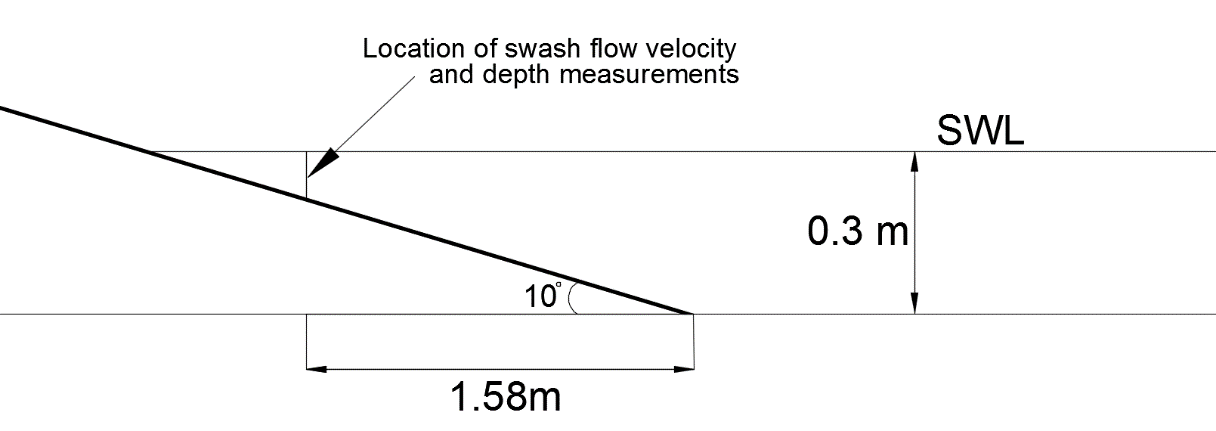 Location of swash flow velocity
and depth measurements
SWL
0.3 m
10°
1.58m